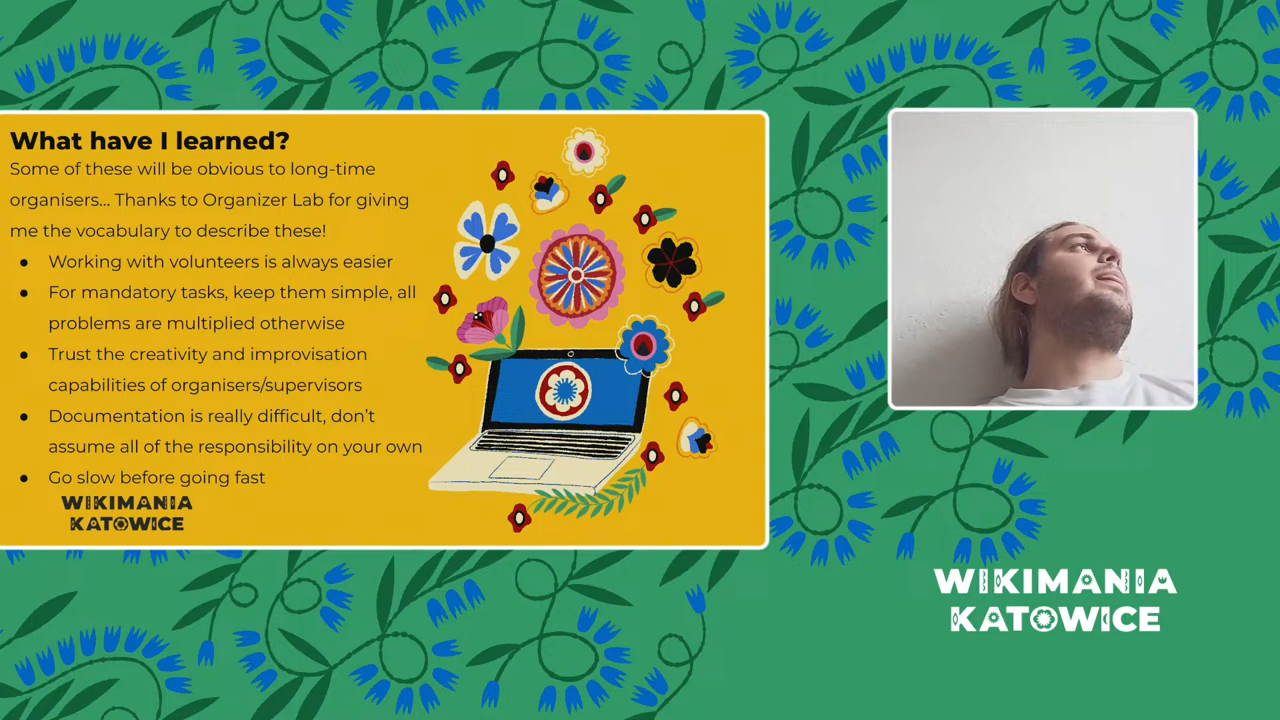 What have I learned?
Some of these will be obvious to long-time
organisers... Thanks to Organizer Lab for giving
me the vocabulary to describe these!
● Working with volunteers is always easier
● For mandatory tasks, keep them simple, all
problems are multiplied otherwise
● Trust the creativity and improvisation
capabilities of organisers/supervisors
● Documentation is really difficult, don't
assume all of the responsibility on your own
● Go slow before going fast
WIKIMANIA
KATOWICE
WIKIMANIA
KATOWICE